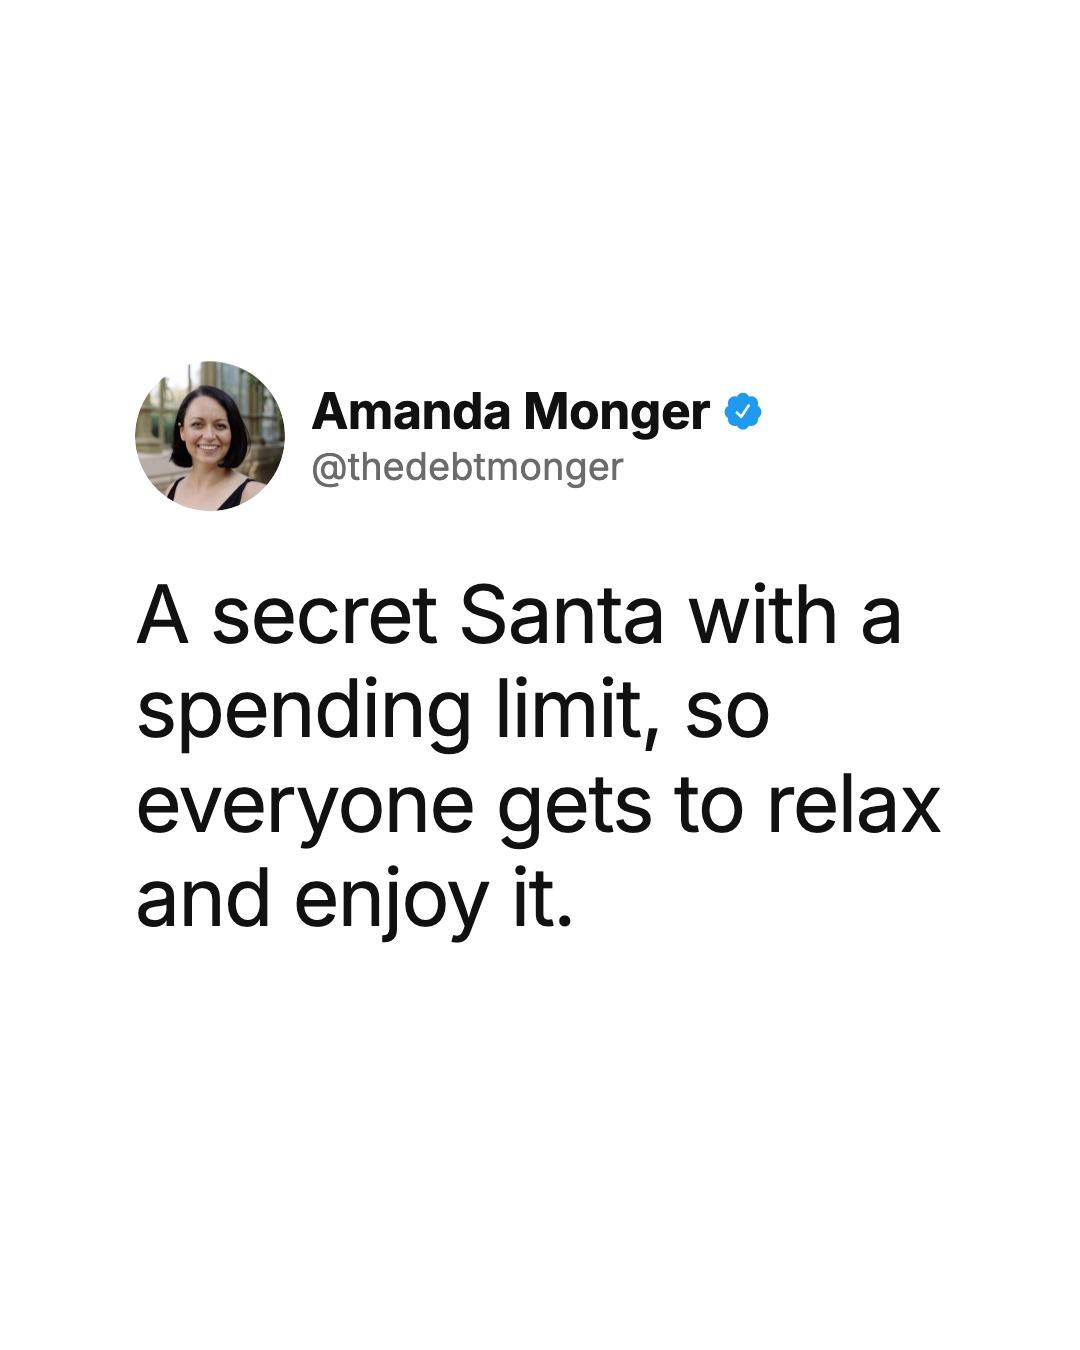 Amanda Monger
@thedebtmonger
A secret Santa with a
spending limit, so
everyone gets to relax
and enjoy it.